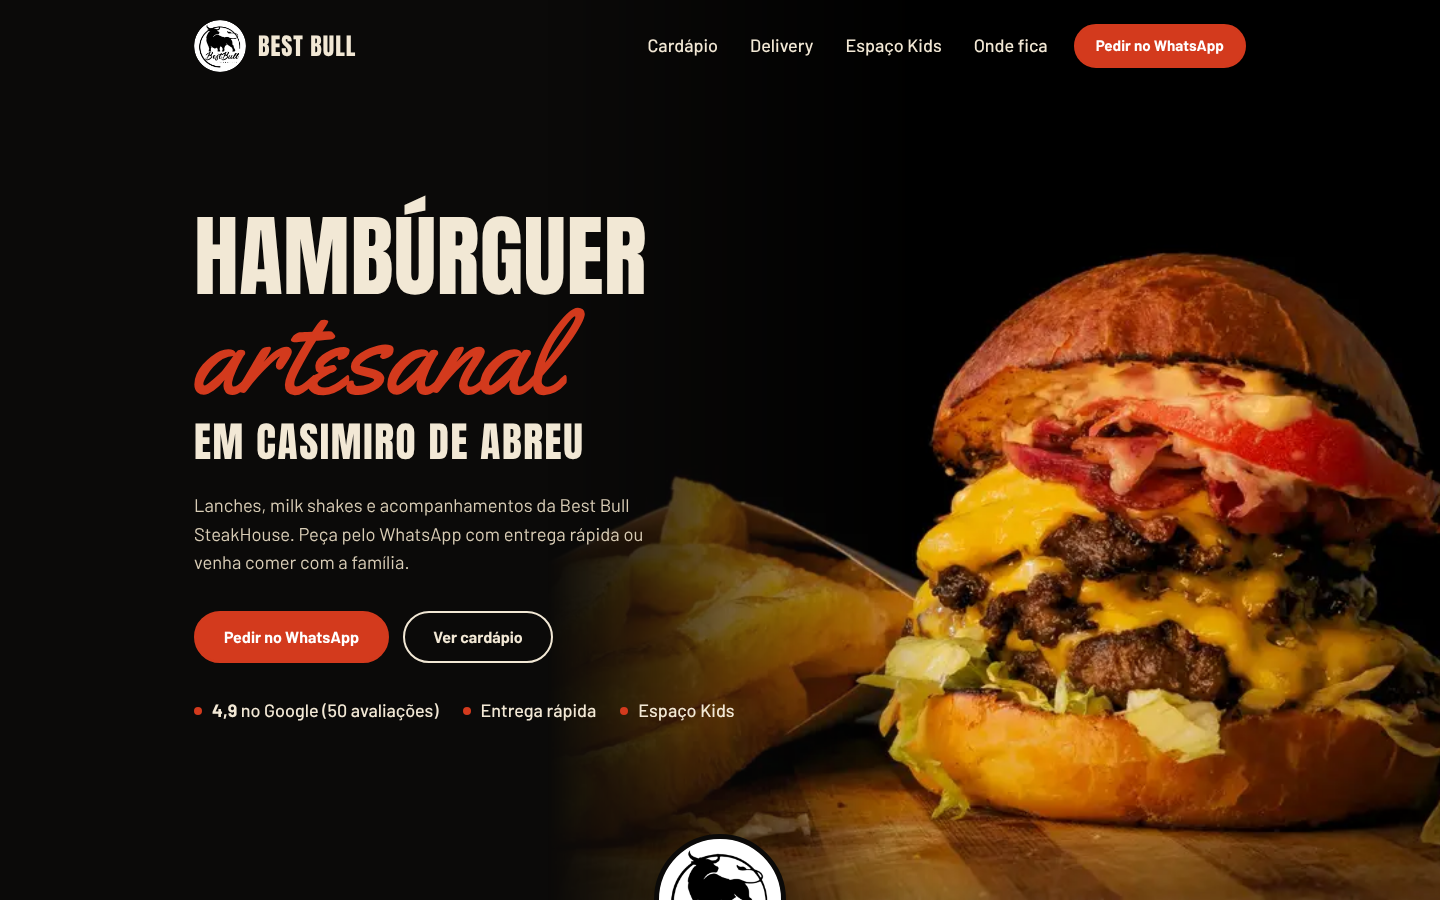 BestBull
BEST BULL
Cardápio
Delivery
Espaço Kids
Onde fica
Pedir no WhatsApp
HAMBÚRGUER
artesanal
EM CASIMIRO DE ABREU
Lanches, milk shakes e acompanhamentos da Best Bull
SteakHouse. Peça pelo WhatsApp com entrega rápida ou
venha comer com a família.
Pedir no WhatsApp
Ver cardápio
4,9 no Google (50 avaliações)
Entrega rápida
Espaço Kids